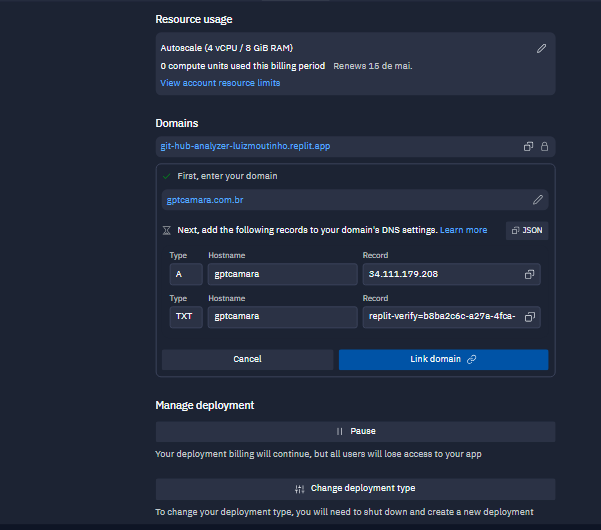 Resource usage
Autoscale (4 vCPU / 8 GiB RAM)
0 compute units used this billing period Renews 15 de mai.
View account resource limits
Domains
git-hub-analyzer-luizmoutinho.replit.app
First, enter your domain
gptcamara.com.br
Next, add the following records to your domain's DNS settings. Learn more JSON
Type Hostname Record
A gptcamara 34.111.179.208
Type Hostname Record
TXT gptcamara replit-verify=b8ba2c6c-a27a-4fca-
Cancel Link domain
Manage deployment
Pause
Your deployment billing will continue, but all users will lose access to your app
Change deployment type
To change your deployment type, you will need to shut down and create a new deployment